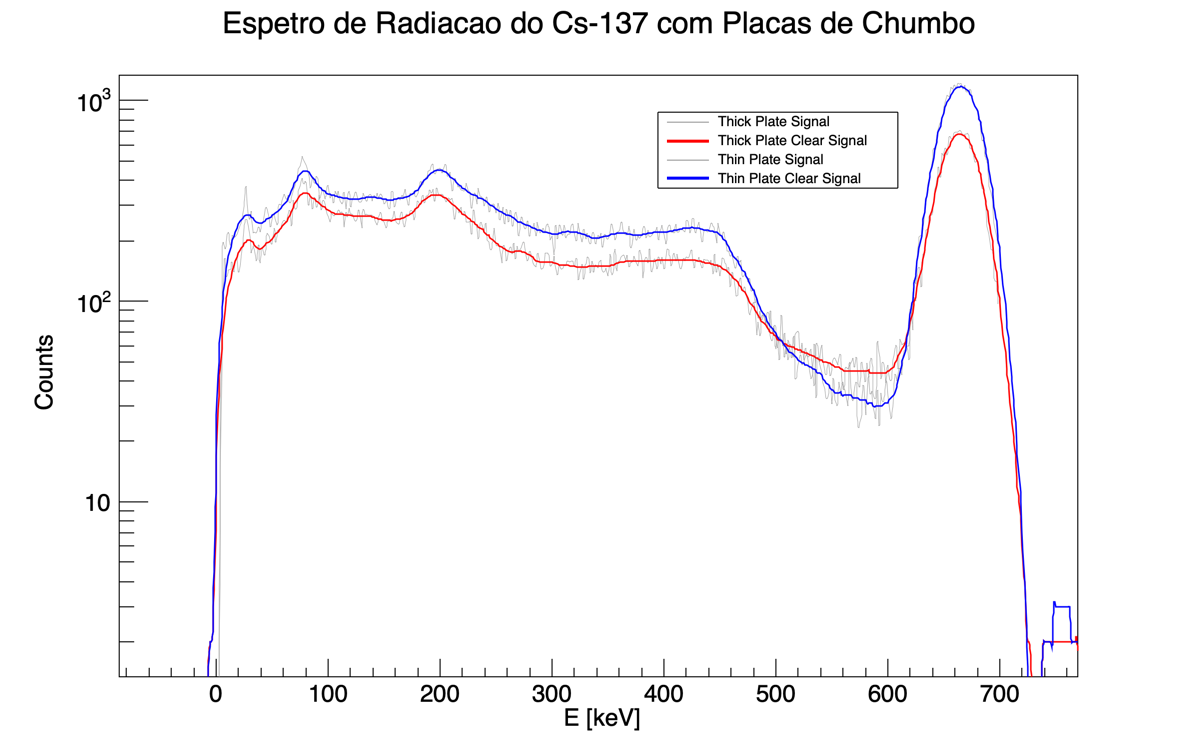 Espetro de Radiacao do Cs-137 com Placas de Chumbo
10³
Thick Plate Signal
Thick Plate Clear Signal
Thin Plate Signal
Thin Plate Clear Signal
10²
Counts
10
0 100 200 300 400 500 600 700
E [keV]